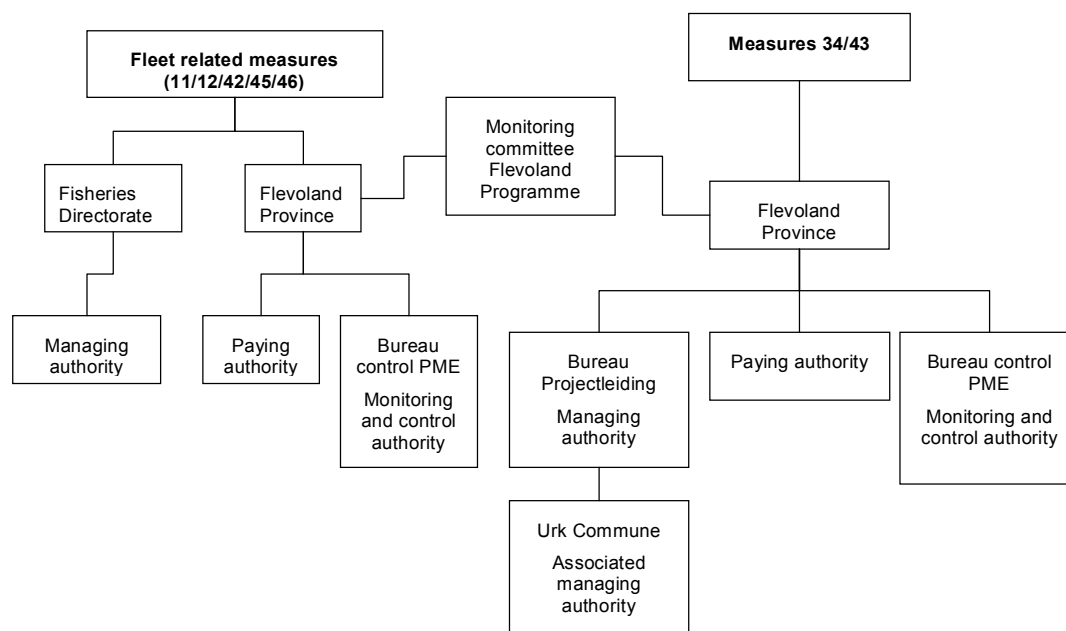 Fleet related measures
(11/12/42/45/46)
Measures 34/43
Monitoring
committee
Flevoland
Programme
Fisheries
Directorate
Flevoland
Province
Flevoland
Province
Managing
authority
Paying
authority
Bureau
control PME
Monitoring
and control
authority
Bureau
Projectleiding
Managing
authority
Paying authority
Bureau control
PME
Monitoring and
control authority
Urk Commune
Associated
managing
authority